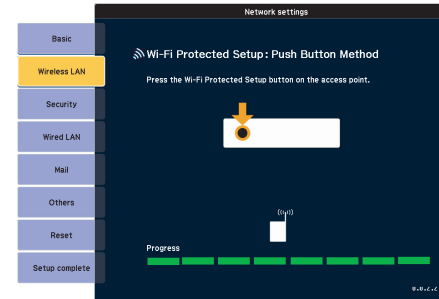 Network settings
Basic
Wireless LAN
Security
Wired LAN
Mail
Others
Reset
Setup complete
Wi-Fi Protected Setup: Push Button Method
Press the Wi-Fi Protected Setup button on the access point.
Progress